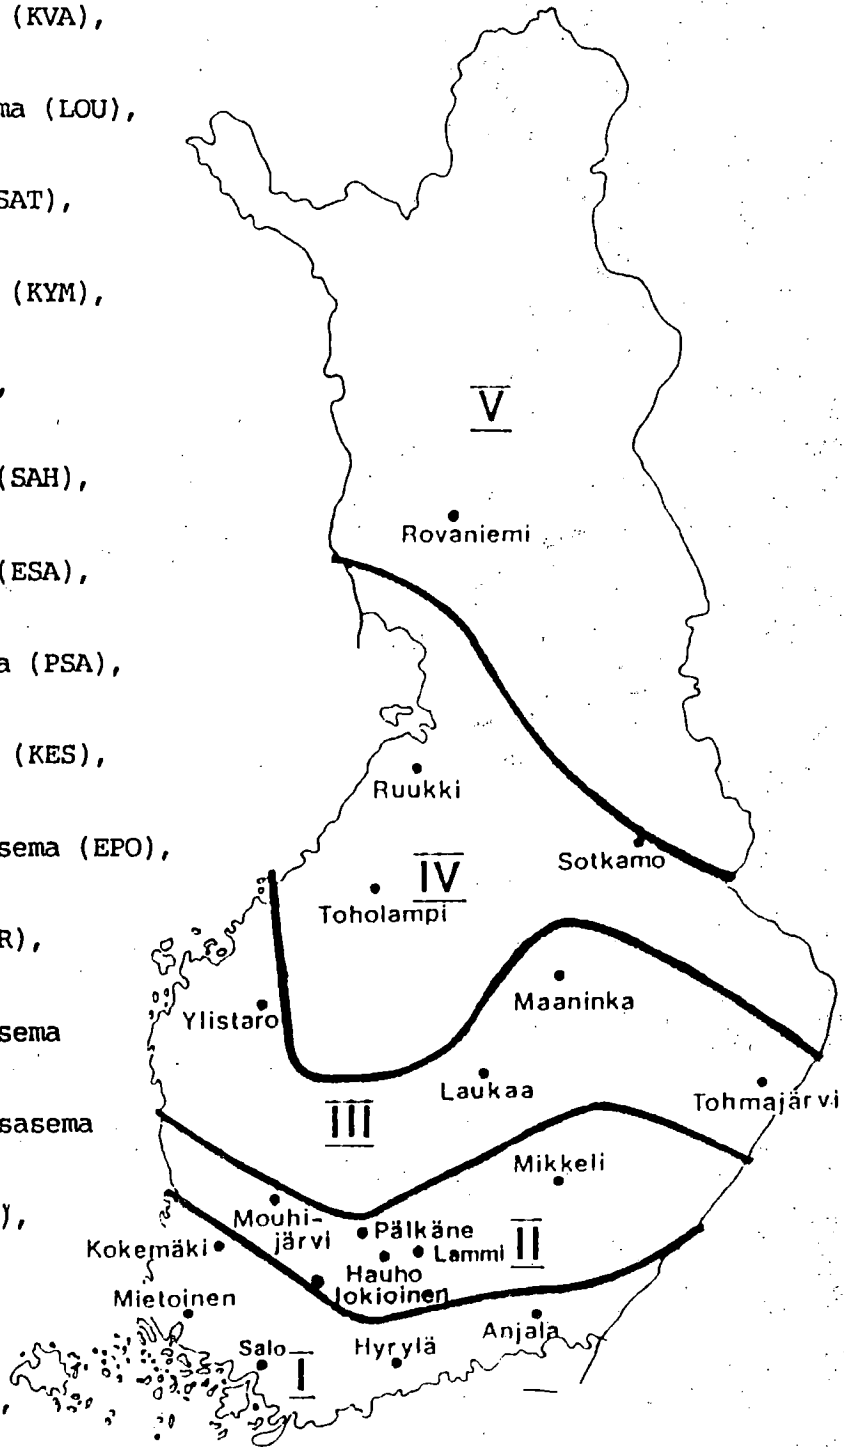 (KVA),
ma (LOU),
SAT),
(KYM),
,
(SAH),
(ESA),
a (PSA),
(KES),
sema (EPO),
R),
sema
sasema
),
,
V
Rovaniemi
Ruukki
Sotkamo
IV
Toholampi
Maaninka
Ylistaro
Laukaa
Tohmajärvi
III
Mikkeli
Mouhi-
järvi
Pälkäne
Lammi
II
Kokemäki
Hauho
Jokioinen
Mietoinen
Anjala
Salo
Hyrylä
I